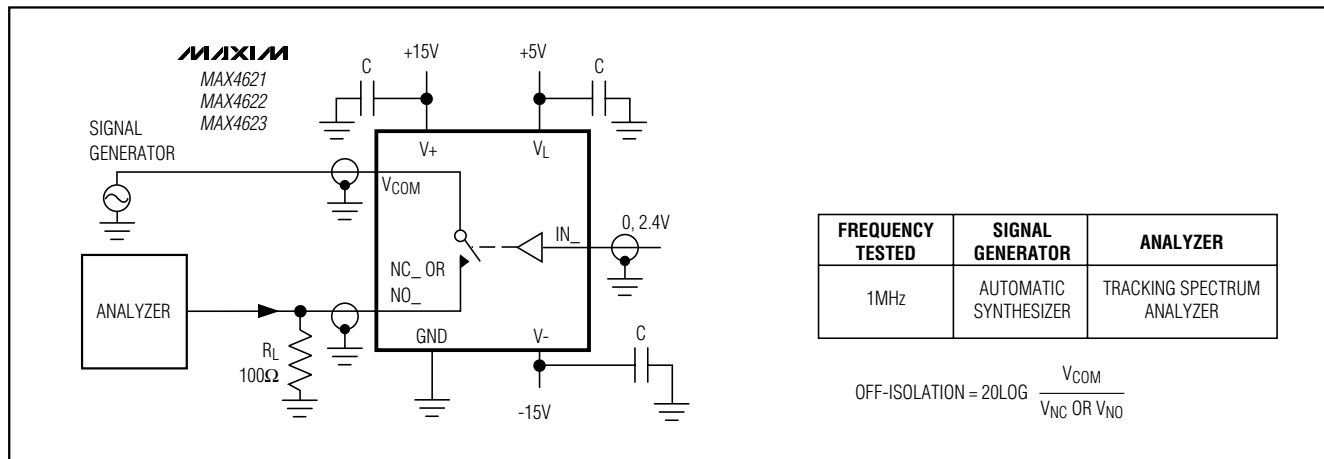 MAXIM
MAX4621
MAX4622
MAX4623
+15V
+5V
C
C
SIGNAL
GENERATOR
V+
VL
VCOM
IN_
0, 2.4V
NC_ OR
NO_
ANALYZER
RL
100Ω
GND
V-
C
-15V
FREQUENCY
TESTED
SIGNAL
GENERATOR
ANALYZER
1MHz
AUTOMATIC
SYNTHESIZER
TRACKING SPECTRUM
ANALYZER
OFF-ISOLATION = 20LOG VCOM
VNC OR VNO